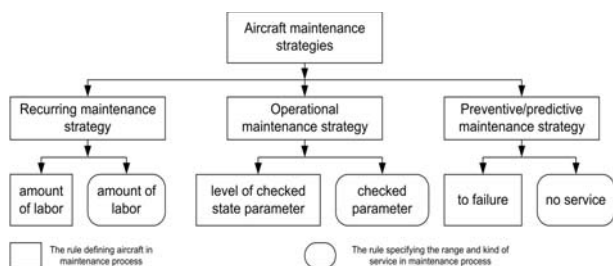 Aircraft maintenance
strategies
Recurring maintenance
strategy
Operational
maintenance strategy
Preventive/predictive
maintenance strategy
amount
of labor
amount of
labor
level of checked
state parameter
checked
parameter
to failure
no service
The rule defining aircraft in
maintenance process
The rule specifying the range and kind of
service in maintenance process